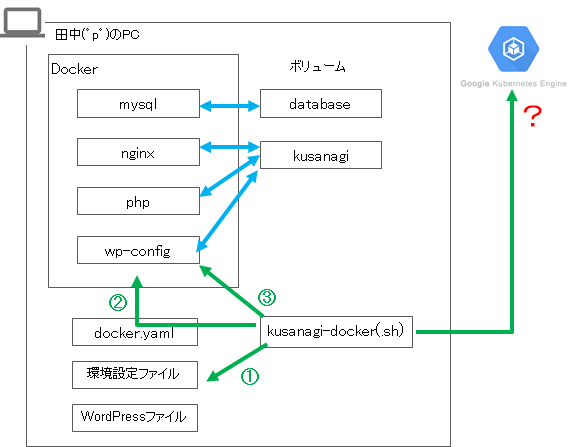 田中(ﾟpﾟ)のPC
Docker
ボリューム
mysql
database
nginx
kusanagi
php
wp-config
②
③
docker.yaml
kusanagi-docker(.sh)
環境設定ファイル
①
WordPressファイル
Google Kubernetes Engine
?